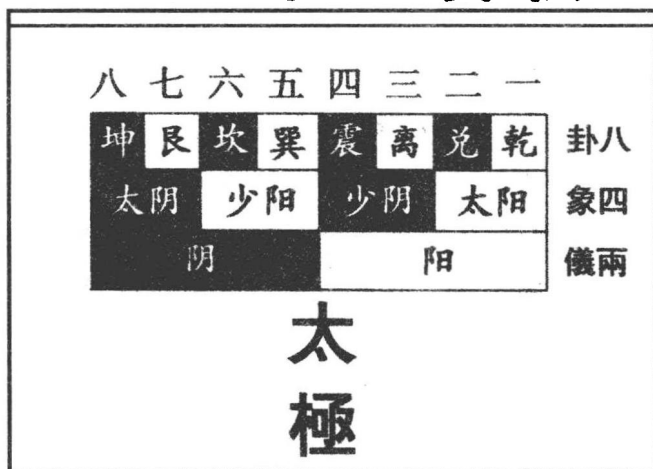 八 七 六 五 四 三 二 一
坤 艮 坎 巽 震 离 兑 乾 卦八
太阴 少阳 少阴 太阳 象四
阴 阳 儀兩
太
極